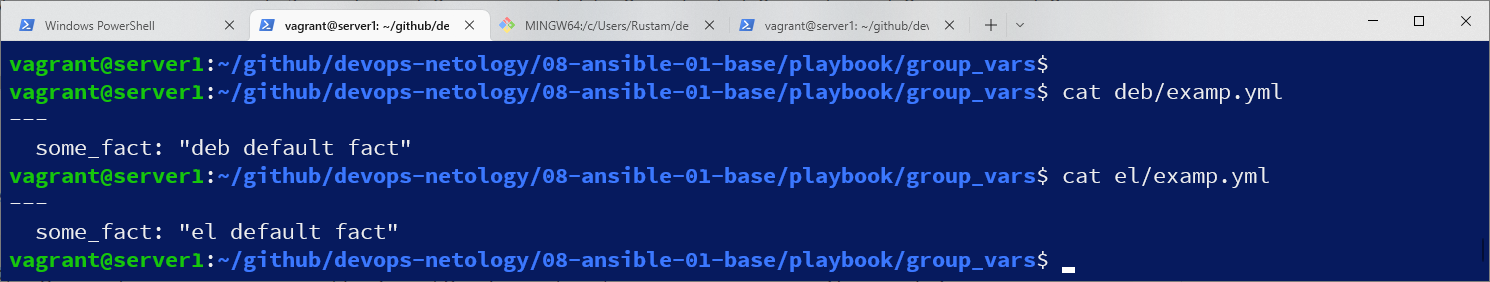 Windows PowerShell
vagrant@server1: ~/github/de
MINGW64:/c/Users/Rustam/de
vagrant@server1: ~/github/dev
vagrant@server1:~/github/devops-netology/08-ansible-01-base/playbook/group_vars$
vagrant@server1:~/github/devops-netology/08-ansible-01-base/playbook/group_vars$ cat deb/examp.yml
---
  some_fact: "deb default fact"
vagrant@server1:~/github/devops-netology/08-ansible-01-base/playbook/group_vars$ cat el/examp.yml
---
  some_fact: "el default fact"
vagrant@server1:~/github/devops-netology/08-ansible-01-base/playbook/group_vars$